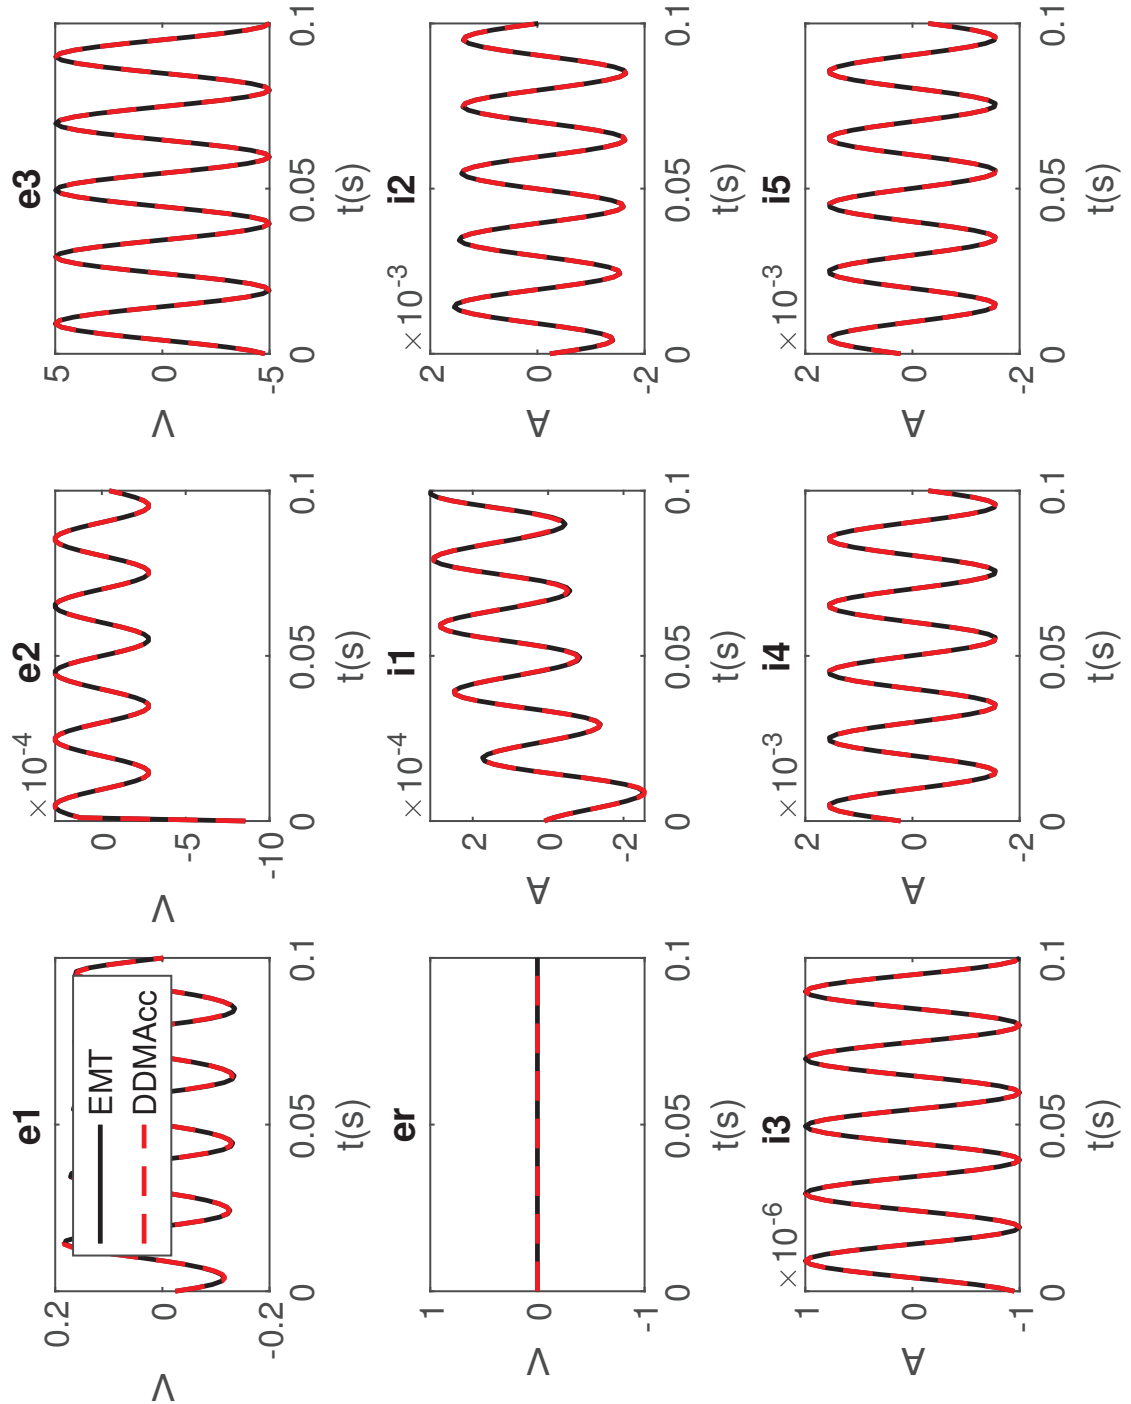 e1
V
0.2
0
-0.2
EMT
DDMAcc
0 0.05 0.1
t(s)
e2
×10⁻⁴
V
0
-5
-10
0 0.05 0.1
t(s)
e3
V
5
0
-5
0 0.05 0.1
t(s)
er
V
1
0
-1
0 0.05 0.1
t(s)
i1
×10⁻⁴
A
2
0
-2
0 0.05 0.1
t(s)
i2
×10⁻³
A
2
0
-2
0 0.05 0.1
t(s)
i3
×10⁻⁶
A
1
0
-1
0 0.05 0.1
t(s)
i4
×10⁻³
A
2
0
-2
0 0.05 0.1
t(s)
i5
×10⁻³
A
2
0
-2
0 0.05 0.1
t(s)